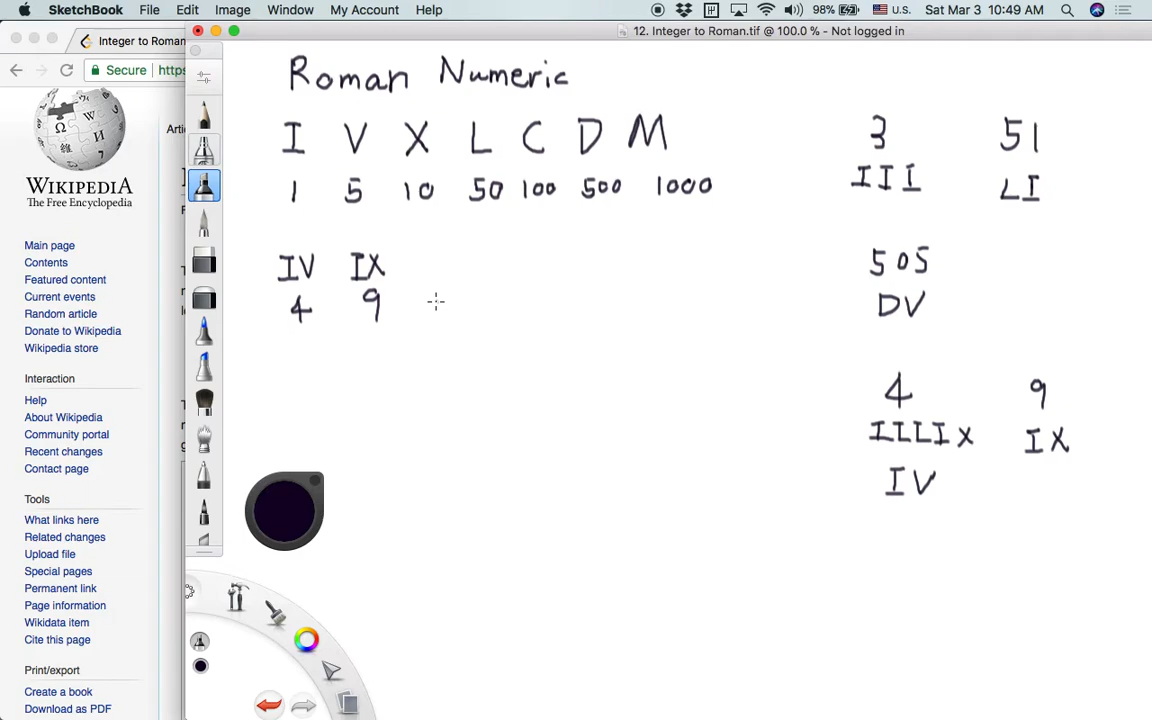 SketchBook File Edit Image Window My Account Help 98% U.S. Sat Mar 3 10:49 AM
Integer to Roman
12. Integer to Roman.tif @ 100.0 % - Not logged in
Secure https
WIKIPEDIA
The Free Encyclopedia
Main page
Contents
Featured content
Current events
Random article
Donate to Wikipedia
Wikipedia store
Interaction
Help
About Wikipedia
Community portal
Recent changes
Contact page
Tools
What links here
Related changes
Upload file
Special pages
Permanent link
Page information
Wikidata item
Cite this page
Print/export
Create a book
Download as PDF
Roman Numeric
I V X L C D M
1 5 10 50 100 500 1000
IV IX
4 9
3 51
III LI
505
DV
4 9
IIII X IX
IV